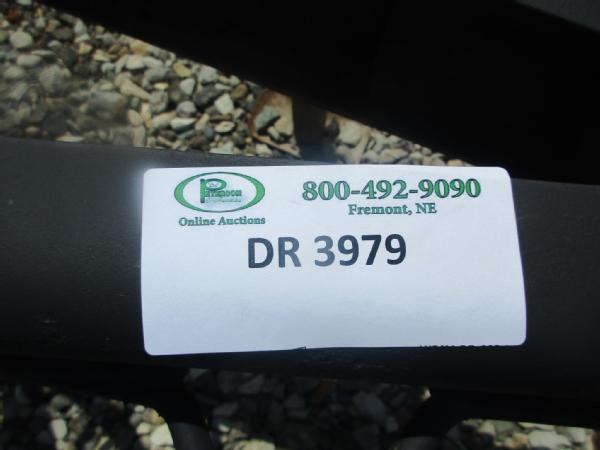 800-492-9090
Fremont, NE
Online Auctions
DR 3979